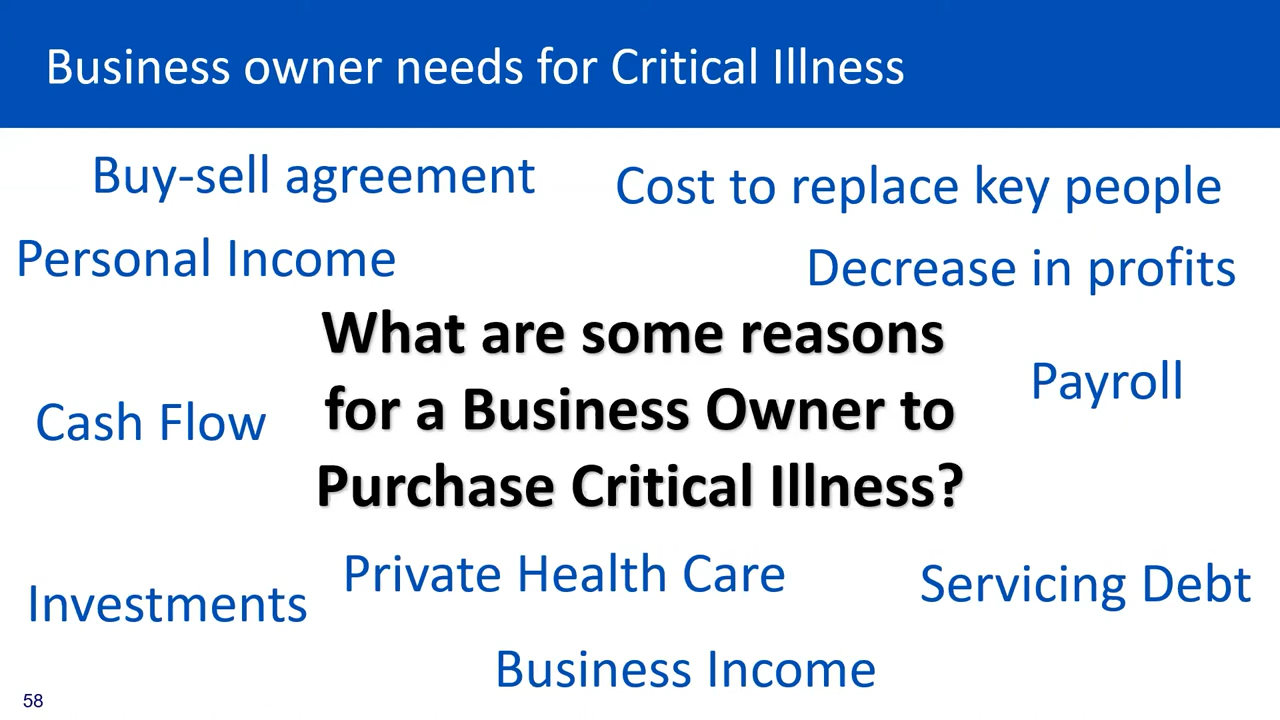 Business owner needs for Critical Illness
Buy-sell agreement
Cost to replace key people
Personal Income
Decrease in profits
What are some reasons
for a Business Owner to
Purchase Critical Illness?
Payroll
Cash Flow
Private Health Care
Servicing Debt
Investments
Business Income
58